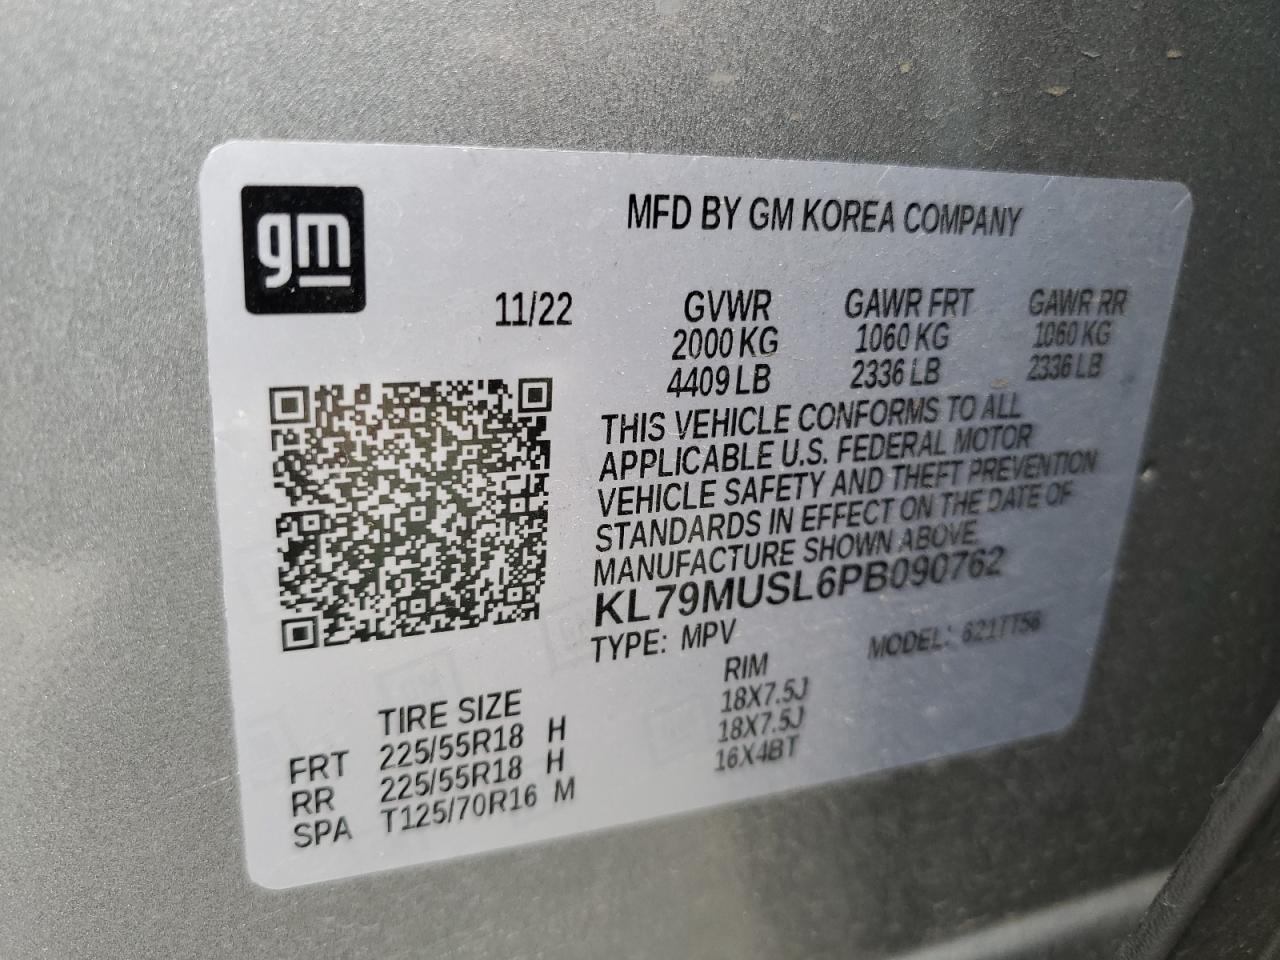 gm
MFD BY GM KOREA COMPANY
11/22 GVWR GAWR FRT GAWR RR
2000 KG 1060 KG 1060 KG
4409 LB 2336 LB 2336 LB
THIS VEHICLE CONFORMS TO ALL
APPLICABLE U.S. FEDERAL MOTOR
VEHICLE SAFETY AND THEFT PREVENTION
STANDARDS IN EFFECT ON THE DATE OF
MANUFACTURE SHOWN ABOVE.
KL79MUSL6PB090762
TYPE: MPV MODEL: 621TT56
TIRE SIZE RIM
FRT 225/55R18 H 18X7.5J
RR 225/55R18 H 18X7.5J
SPA T125/70R16 M 16X4BT